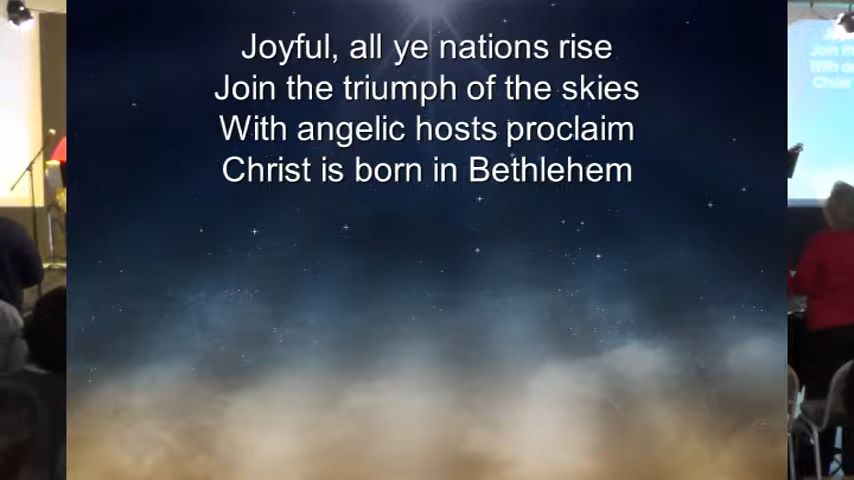 Joyful, all ye nations rise
Join the triumph of the skies
With angelic hosts proclaim
Christ is born in Bethlehem